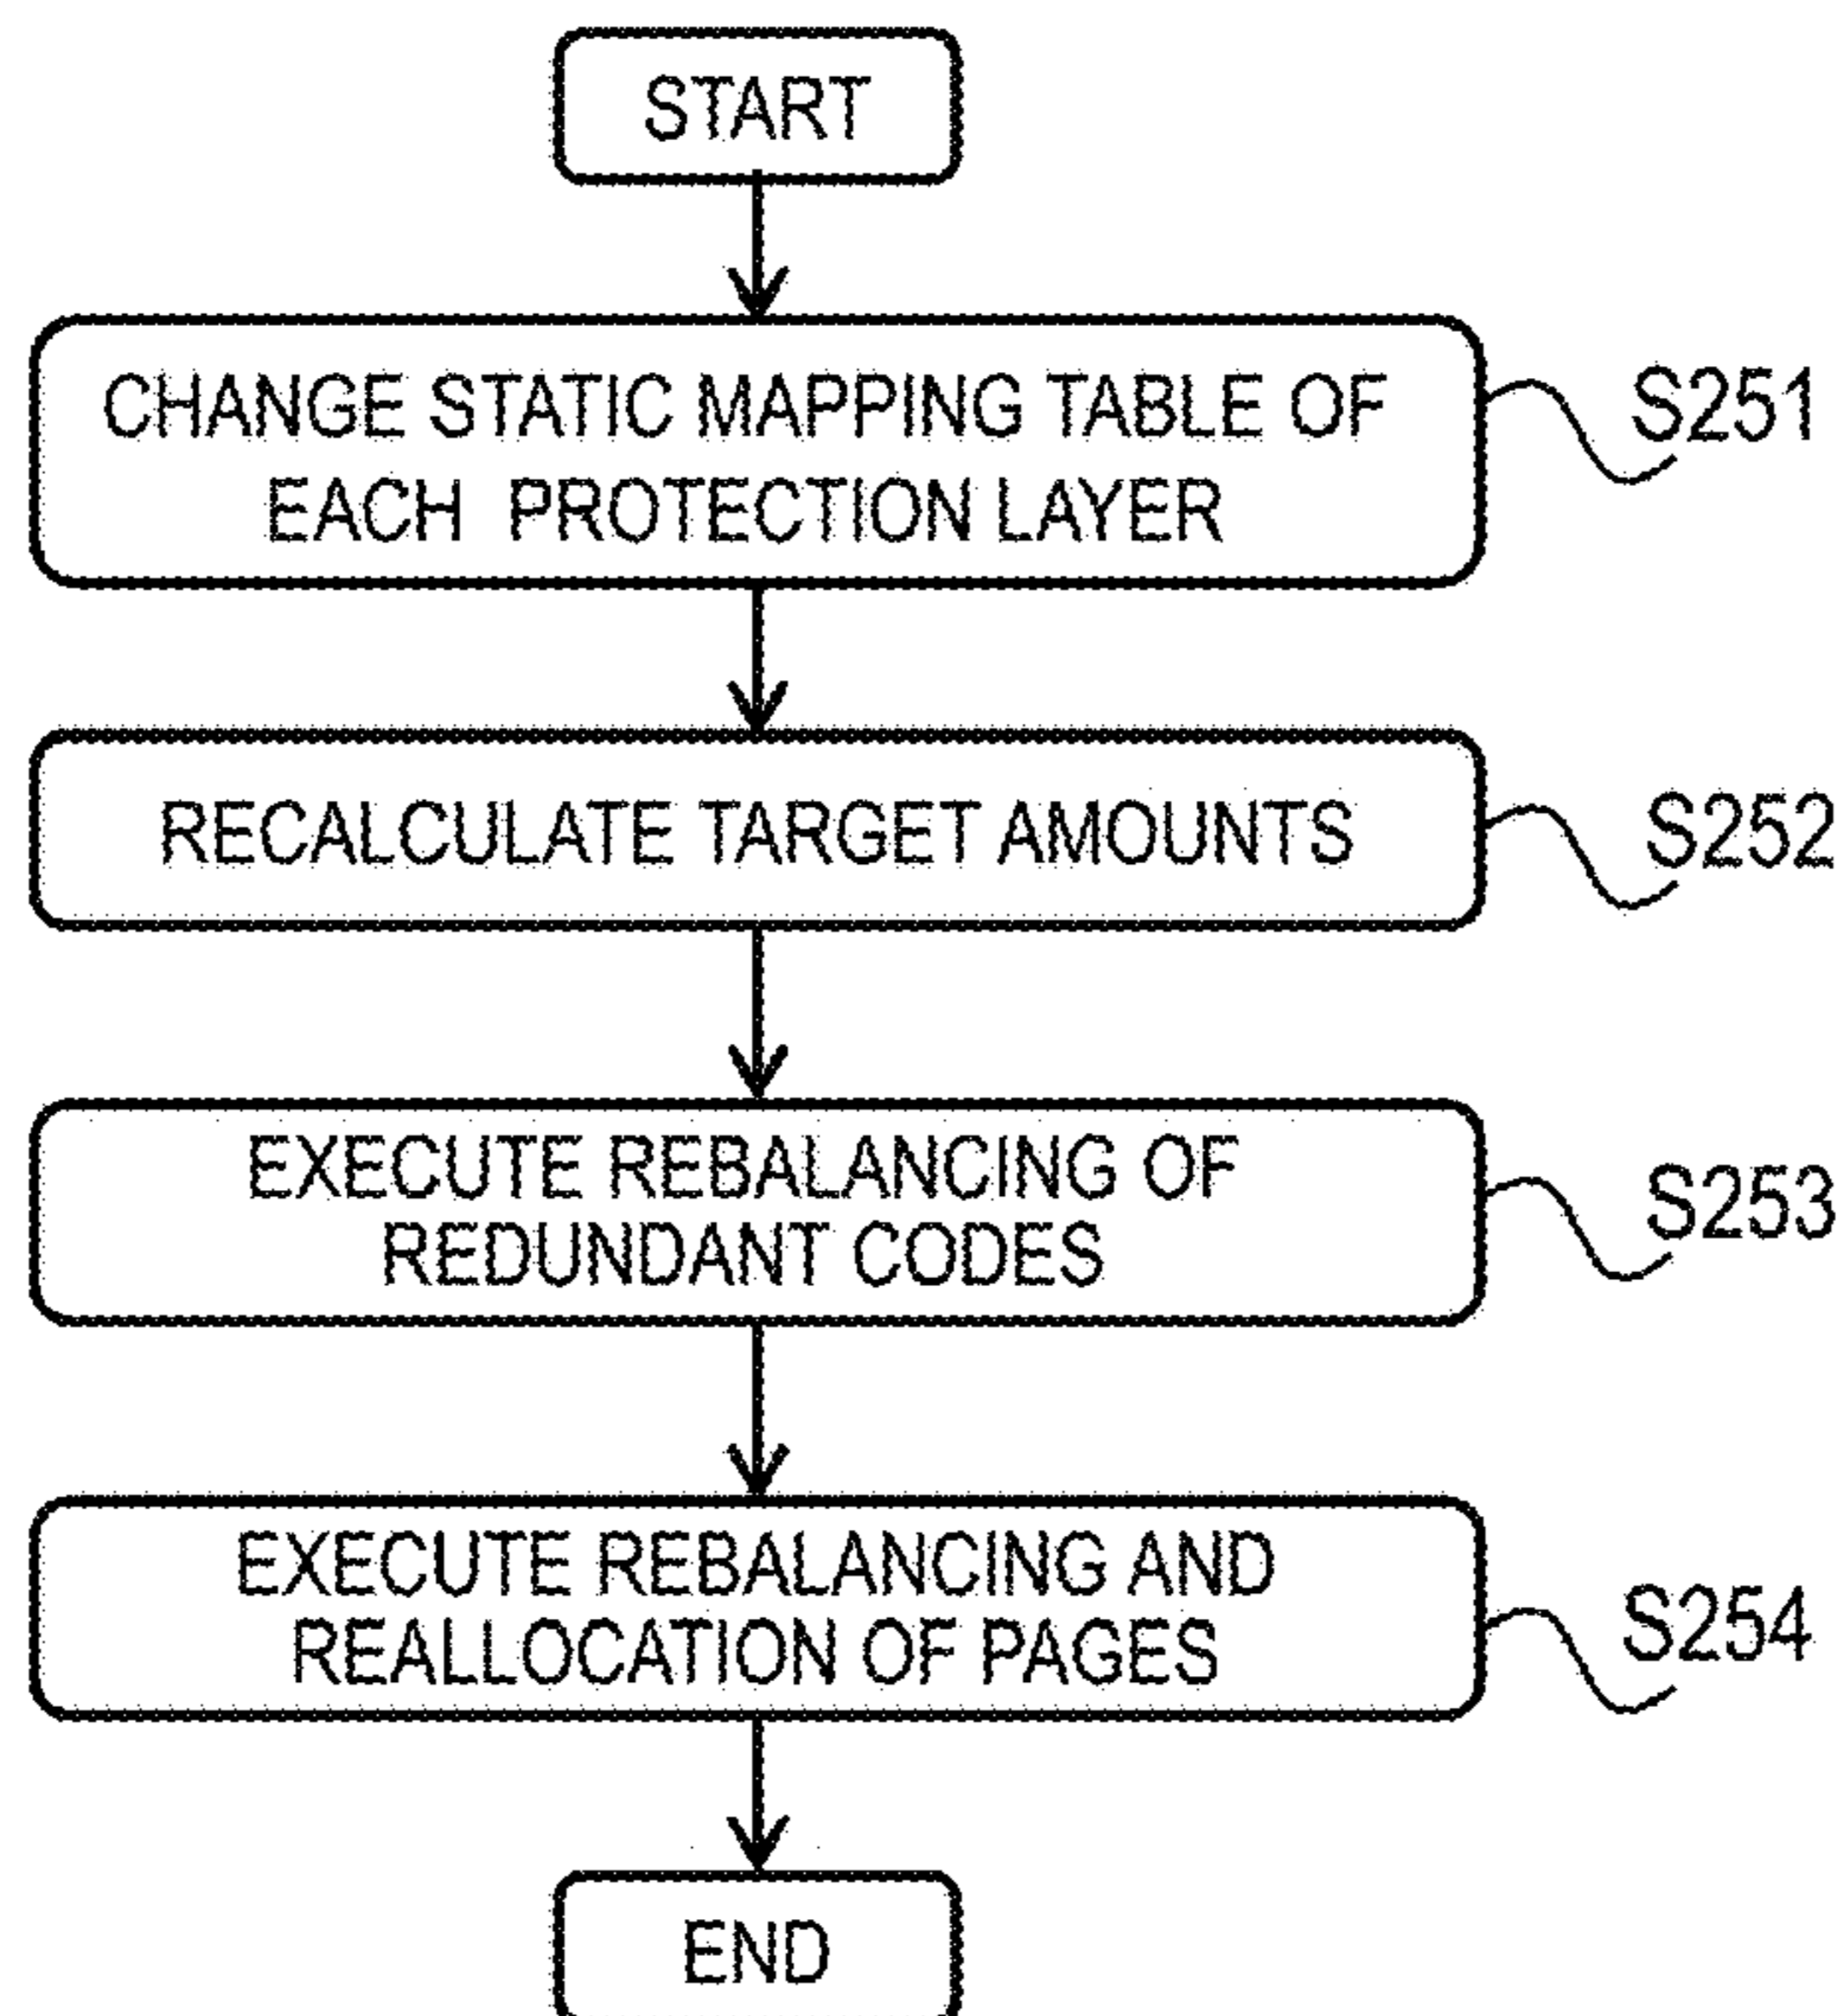 START
CHANGE STATIC MAPPING TABLE OF
EACH PROTECTION LAYER
S251
RECALCULATE TARGET AMOUNTS
S252
EXECUTE REBALANCING OF
REDUNDANT CODES
S253
EXECUTE REBALANCING AND
REALLOCATION OF PAGES
S254
END